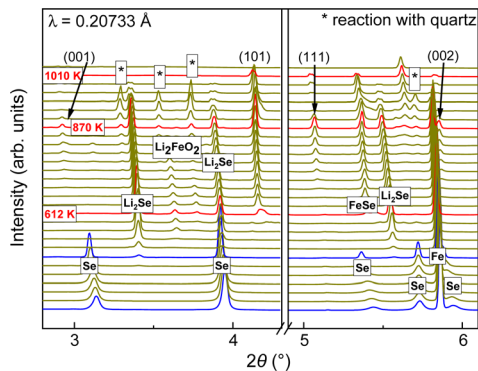 λ = 0.20733 Å
* reaction with quartz
(001)
*
*
*
(101)
(111)
*
(002)
1010 K
870 K
Li₂FeO₂
Li₂Se
Li₂Se
FeSe
Li₂Se
612 K
Se
Se
Se
Se
Fe
Se
Intensity (arb. units)
3
4
5
6
2θ (°)